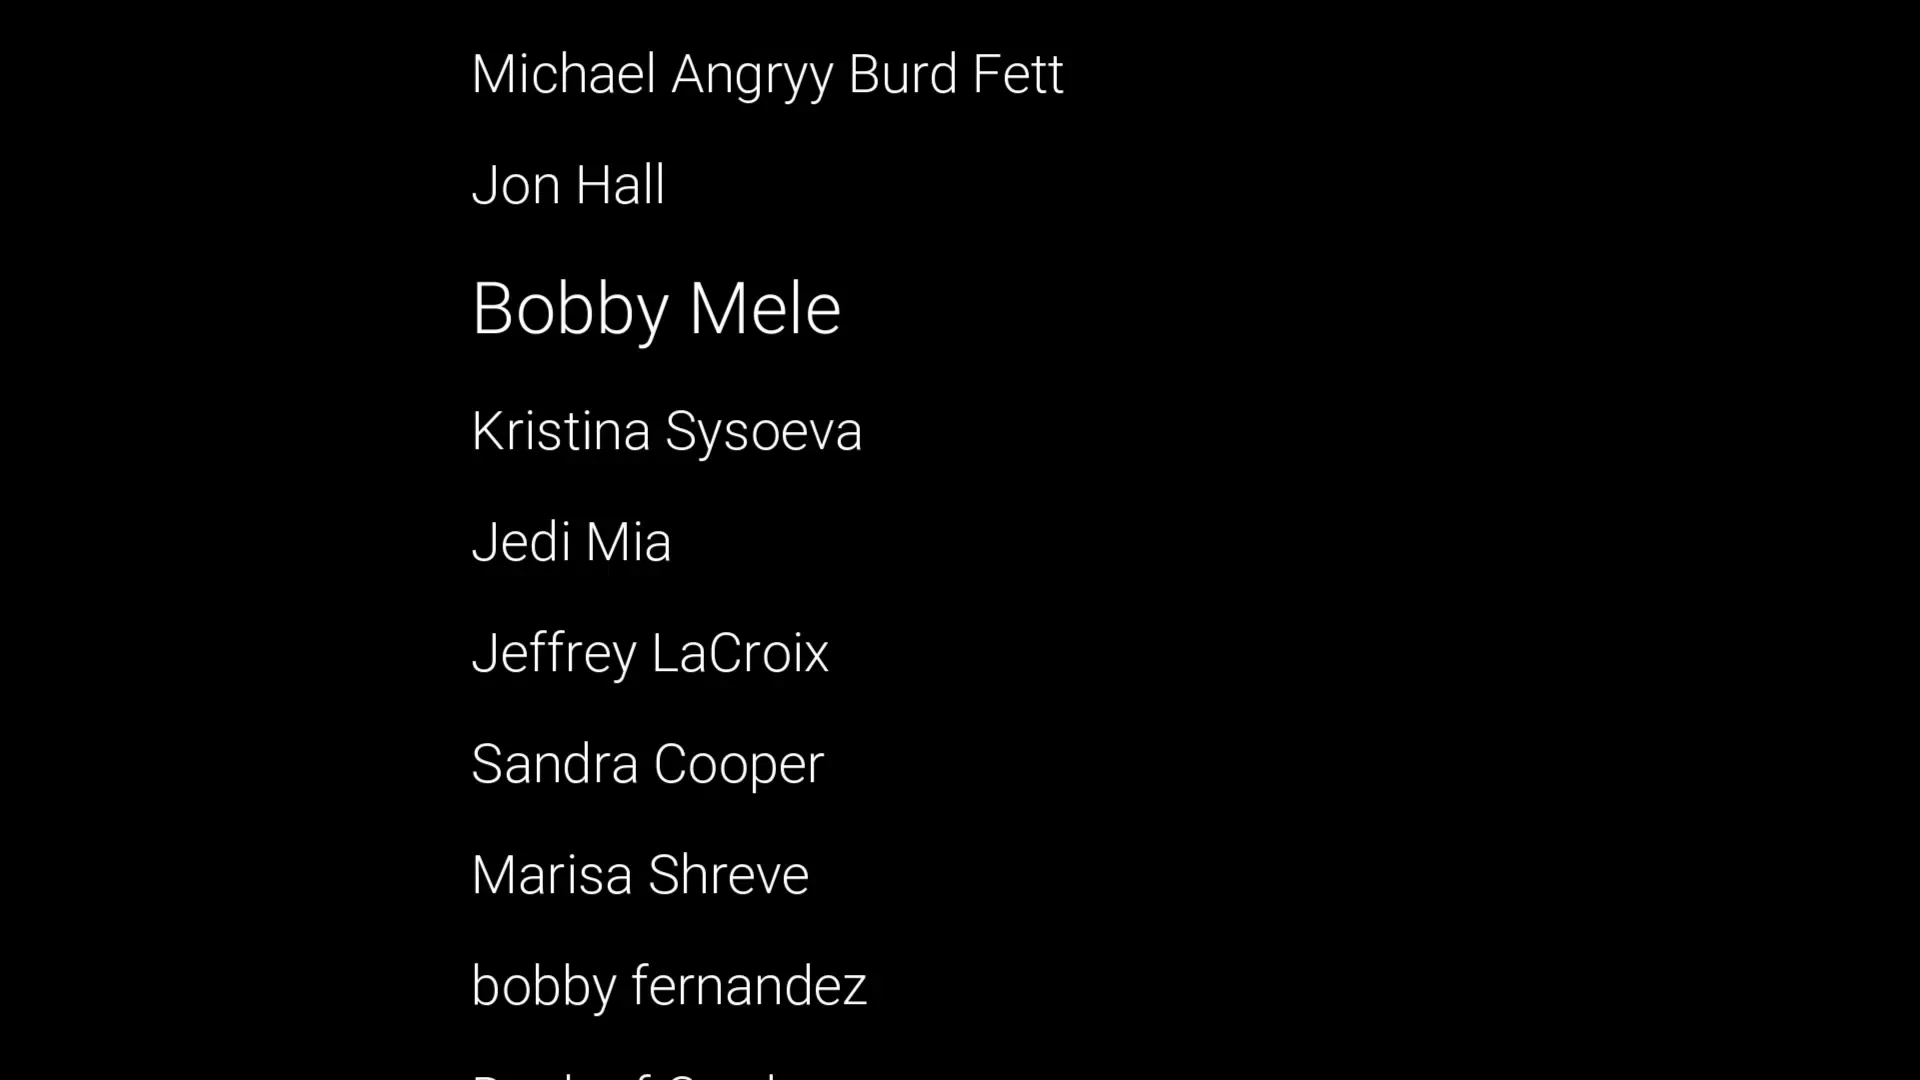 Michael Angryy Burd Fett
Jon Hall
Bobby Mele
Kristina Sysoeva
Jedi Mia
Jeffrey LaCroix
Sandra Cooper
Marisa Shreve
bobby fernandez